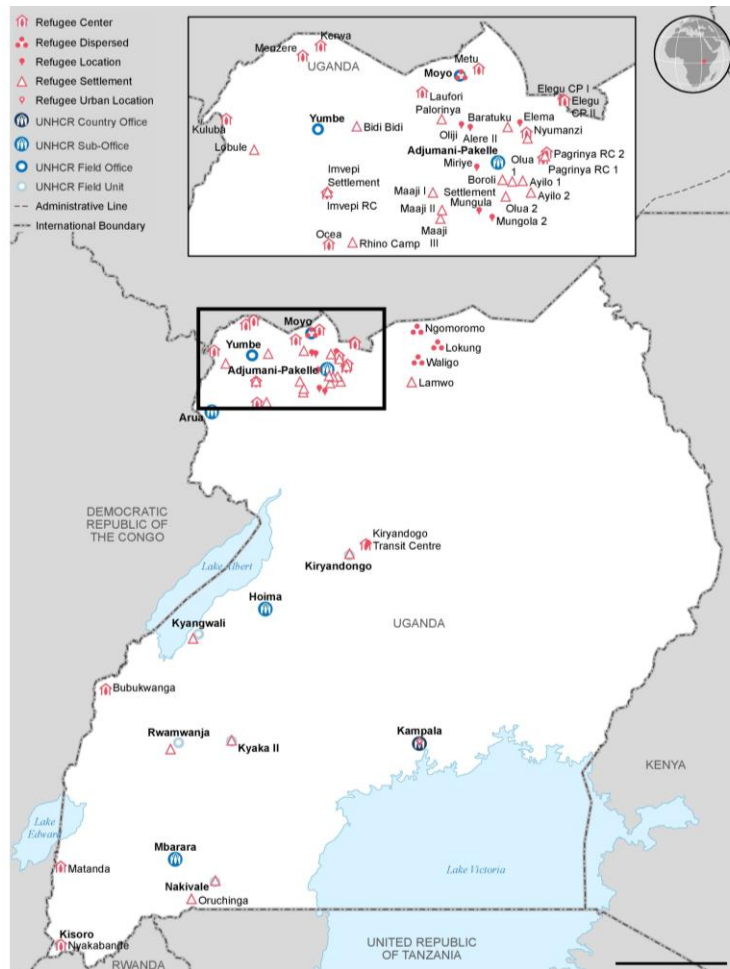 Refugee Center
Refugee Dispersed
Refugee Location
Refugee Settlement
Refugee Urban Location
UNHCR Country Office
UNHCR Sub-Office
UNHCR Field Office
UNHCR Field Unit
Administrative Line
International Boundary
Kerwa
Meuzere
UGANDA
Metu
Moyo
Laufori
Elegu CP I
Elegu
CP II
Kuluba
Yumbe
Bidi Bidi
Palorinya
Baratuku
Elema
Oliji
Alere II
Nyumanzi
Lobule
Adjumani-Pakelle
Miriye
Olua
1
Pagrinya RC 2
Pagrinya RC 1
Imvepi
Settlement
Imvepi RC
Boroli
Settlement
Ayilo 1
Ayilo 2
Maaji I
Maaji II
Maaji
III
Mungula
Olua 2
Mungola 2
Ocea
Rhino Camp
Moyo
Yumbe
Adjumani-Pakelle
Ngomoromo
Lokung
Waligo
Lamwo
Arua
DEMOCRATIC
REPUBLIC OF
THE CONGO
Lake Albert
Kiryandogo
Transit Centre
Kiryandongo
Hoima
UGANDA
Kyangwali
Bubukwanga
Rwamwanja
Kyaka II
Kampala
KENYA
Lake
Edward
Mbarara
Matanda
Nakivale
Oruchinga
Lake Victoria
Kisoro
Nyakabande
RWANDA
UNITED REPUBLIC
OF TANZANIA